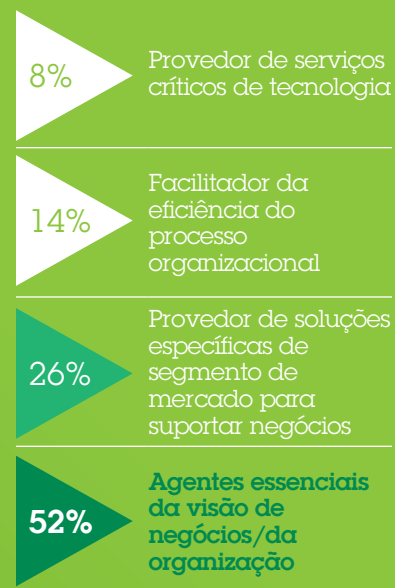 8%
Provedor de serviços
críticos de tecnologia
14%
Facilitador da
eficiência do
processo
organizacional
26%
Provedor de soluções
específicas de
segmento de
mercado para
suportar negócios
52%
Agentes essenciais
da visão de
negócios/da
organização